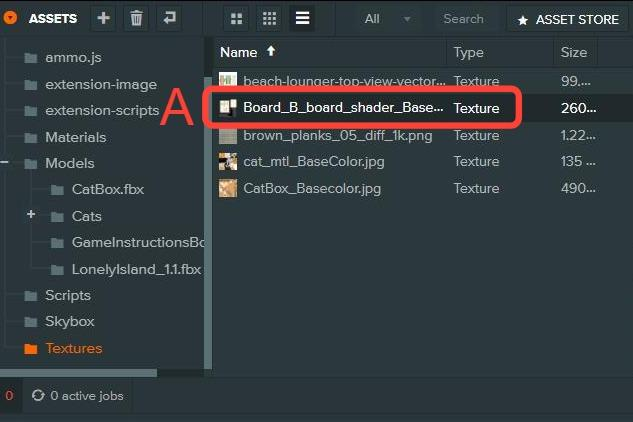 ASSETS All Search ASSET STORE
Name Type Size
ammo.js
extension-image
extension-scripts
Materials
Models
CatBox.fbx
Cats
GameInstructionsBo
LonelyIsland_1.1.fbx
Scripts
Skybox
Textures
beach-lounger-top-view-vector... Texture 99....
A Board_B_board_shader_Base... Texture 260...
brown_planks_05_diff_1k.png Texture 1.22...
cat_mtl_BaseColor.jpg Texture 135 ...
CatBox_Basecolor.jpg Texture 490...
0 0 active jobs